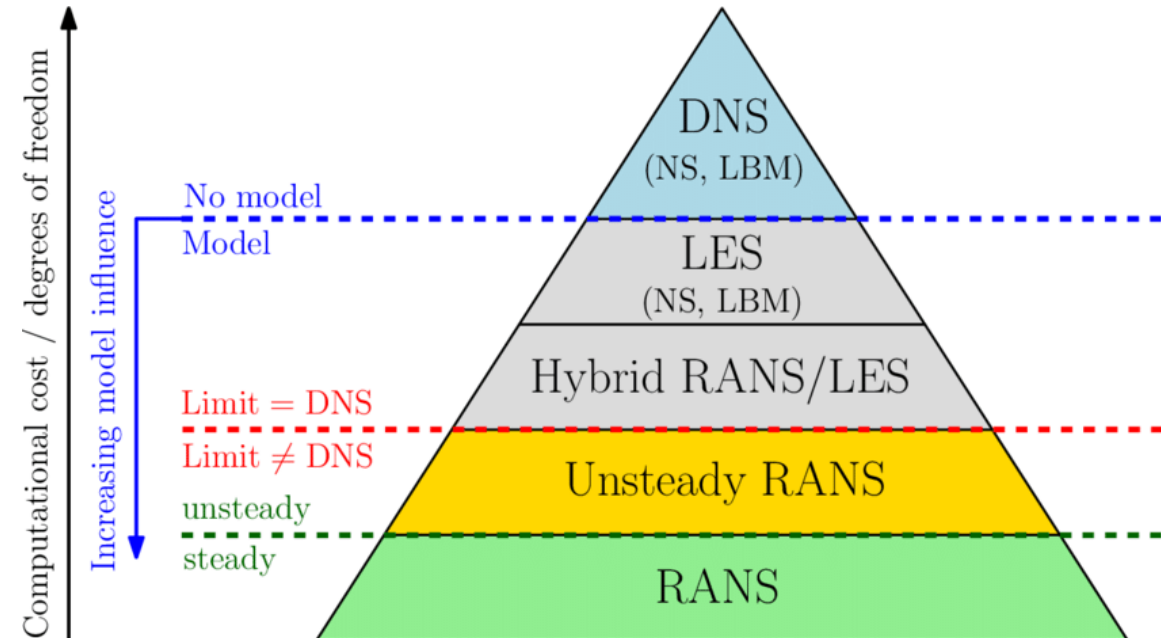 Computational cost / degrees of freedom
Increasing model influence
No model
Model
Limit = DNS
Limit ≠ DNS
unsteady
steady
DNS
(NS, LBM)
LES
(NS, LBM)
Hybrid RANS/LES
Unsteady RANS
RANS